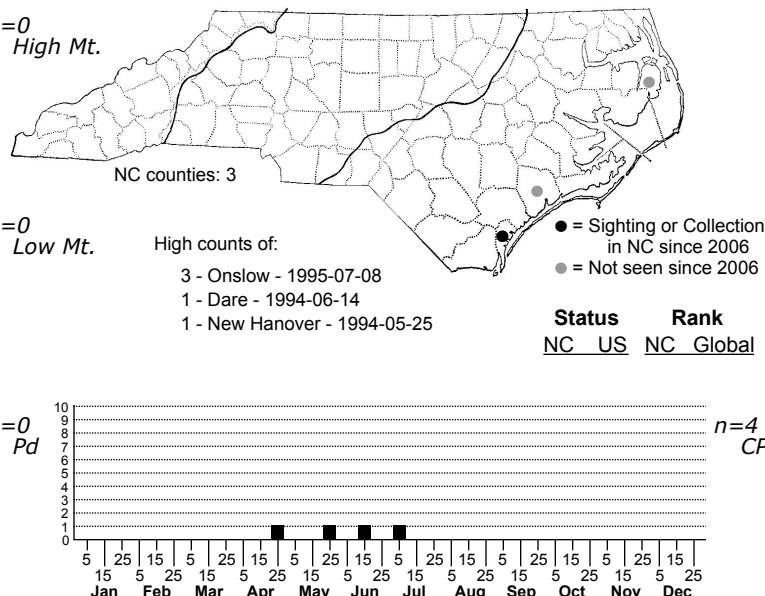 =0
High Mt.
NC counties: 3
=0
Low Mt.
High counts of:
3 - Onslow - 1995-07-08
1 - Dare - 1994-06-14
1 - New Hanover - 1994-05-25
= Sighting or Collection
in NC since 2006
= Not seen since 2006
Status Rank
NC US NC Global
=0
Pd
n=4
CP
10
9
8
7
6
5
4
3
2
1
0
5 25 15 5 25 15 5 25 15 5 25 15 5 25 15 5 25 15
15 5 25 15 5 25 15 5 25 15 5 25 15 5 25 15 5 25
Jan Feb Mar Apr May Jun Jul Aug Sep Oct Nov Dec